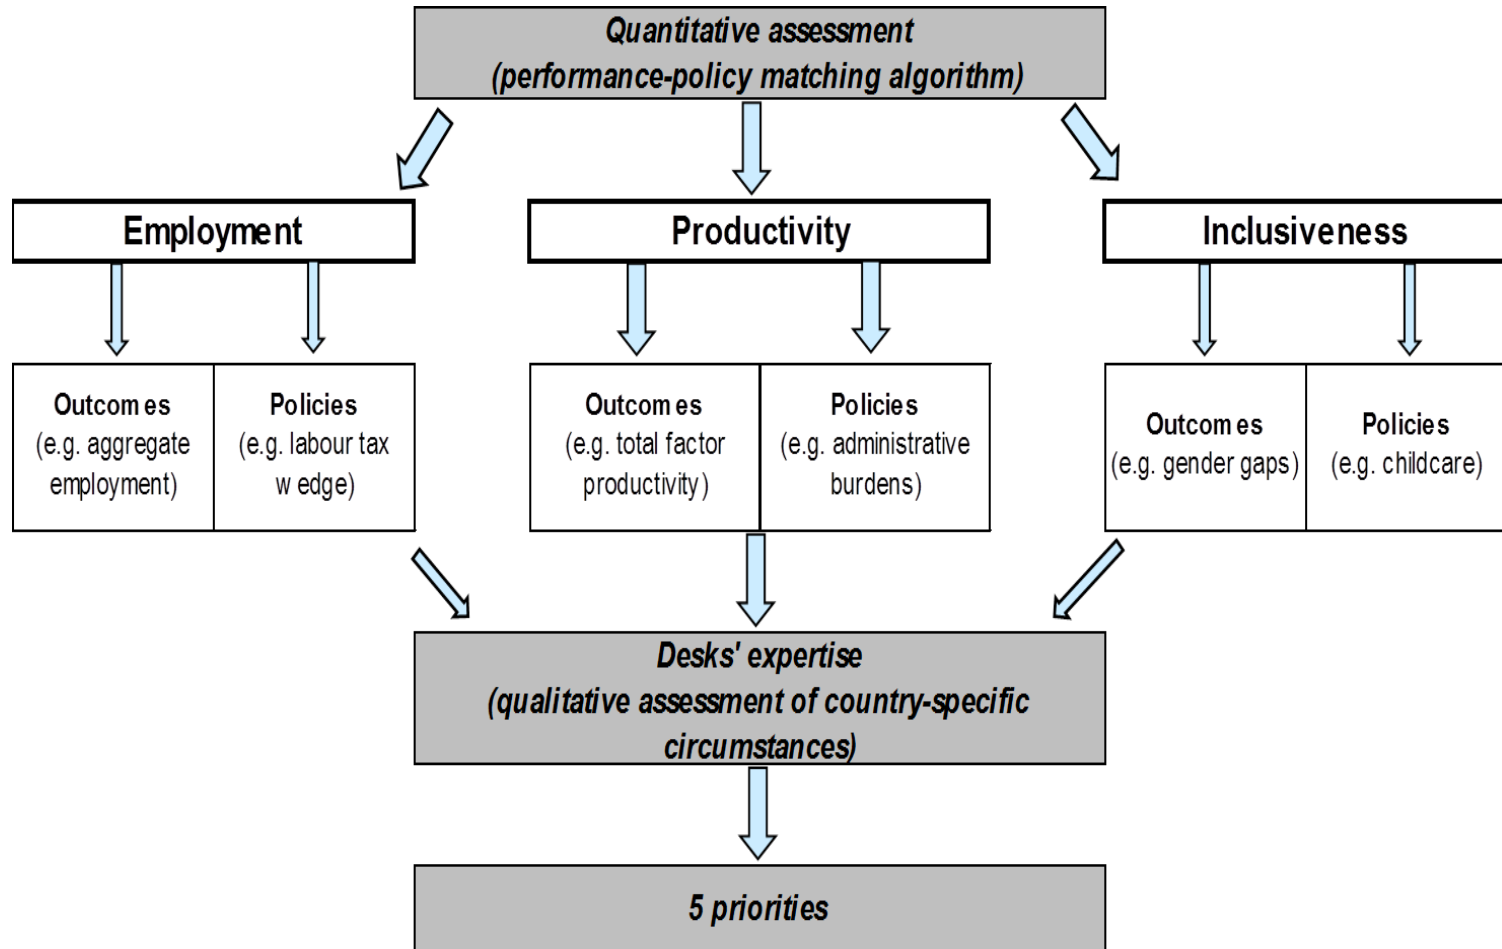 Quantitative assessment
(performance-policy matching algorithm)
Employment
Productivity
Inclusiveness
Outcomes
(e.g. aggregate
employment)
Policies
(e.g. labour tax
w edge)
Outcomes
(e.g. total factor
productivity)
Policies
(e.g. administrative
burdens)
Outcomes
(e.g. gender gaps)
Policies
(e.g. childcare)
Desks' expertise
(qualitative assessment of country-specific
circumstances)
5 priorities